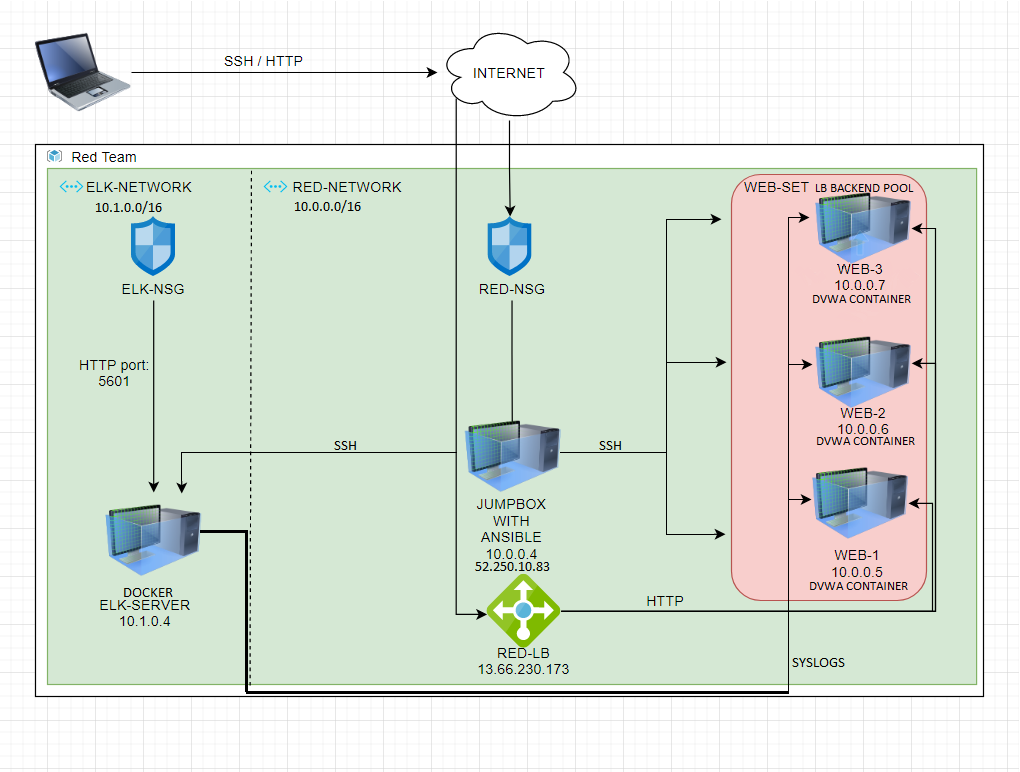 SSH / HTTP
INTERNET
Red Team
ELK-NETWORK
10.1.0.0/16
RED-NETWORK
10.0.0.0/16
WEB-SET LB BACKEND POOL
ELK-NSG
RED-NSG
WEB-3
10.0.0.7
DVWA CONTAINER
HTTP port:
5601
WEB-2
10.0.0.6
DVWA CONTAINER
SSH
SSH
JUMPBOX
WITH
ANSIBLE
10.0.0.4
52.250.10.83
WEB-1
10.0.0.5
DVWA CONTAINER
DOCKER
ELK-SERVER
10.1.0.4
HTTP
RED-LB
13.66.230.173
SYSLOGS